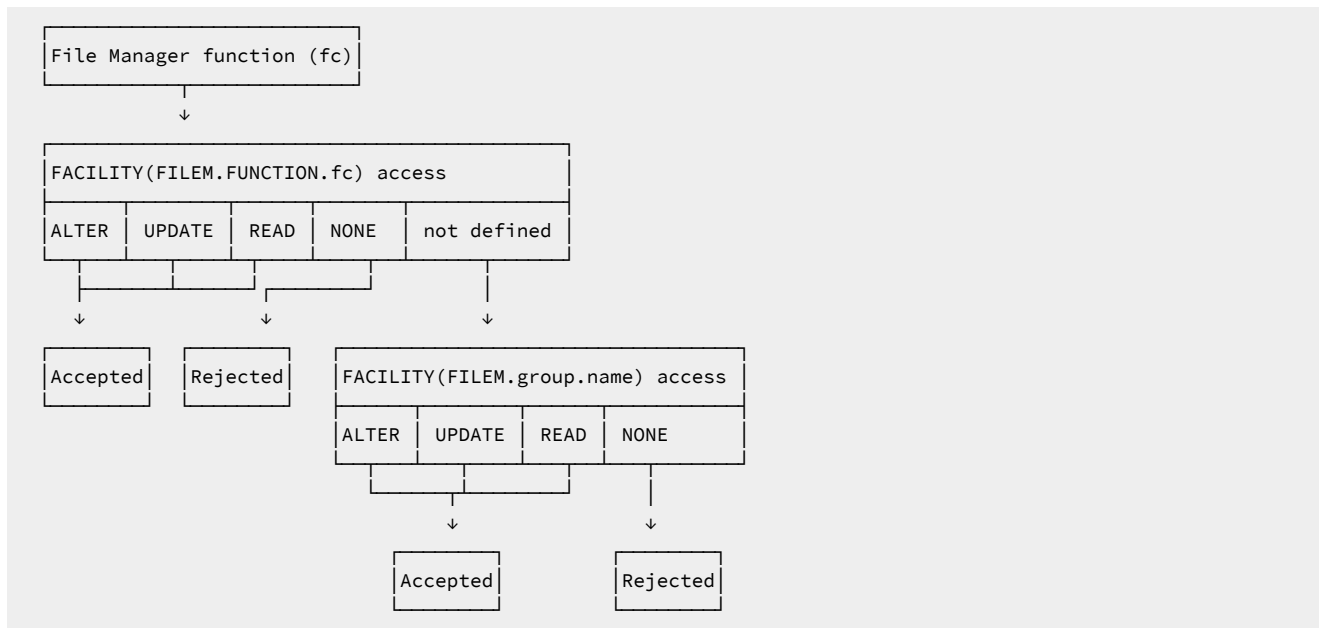 File Manager function (fc)
FACILITY(FILEM.FUNCTION.fc) access
ALTER UPDATE READ NONE not defined
Accepted Rejected FACILITY(FILEM.group.name) access
ALTER UPDATE READ NONE
Accepted Rejected